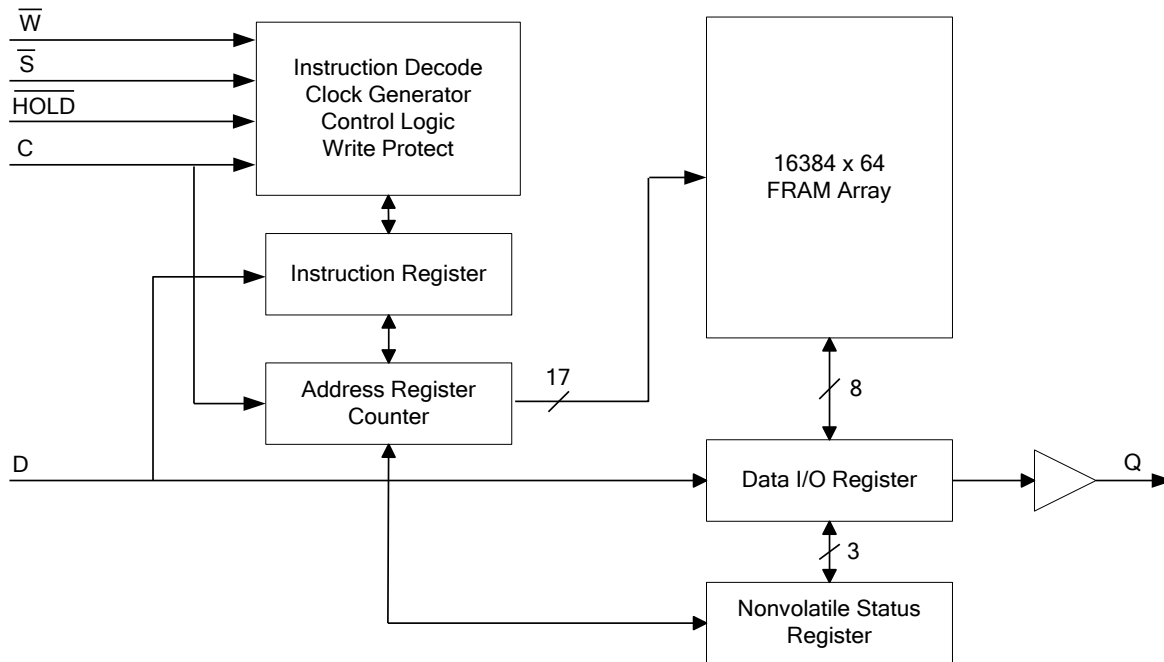 W̅
S̅
H̅O̅L̅D̅
C
Instruction Decode
Clock Generator
Control Logic
Write Protect
16384 x 64
FRAM Array
Instruction Register
Address Register
Counter
17
8
D
Data I/O Register
Q
3
Nonvolatile Status
Register